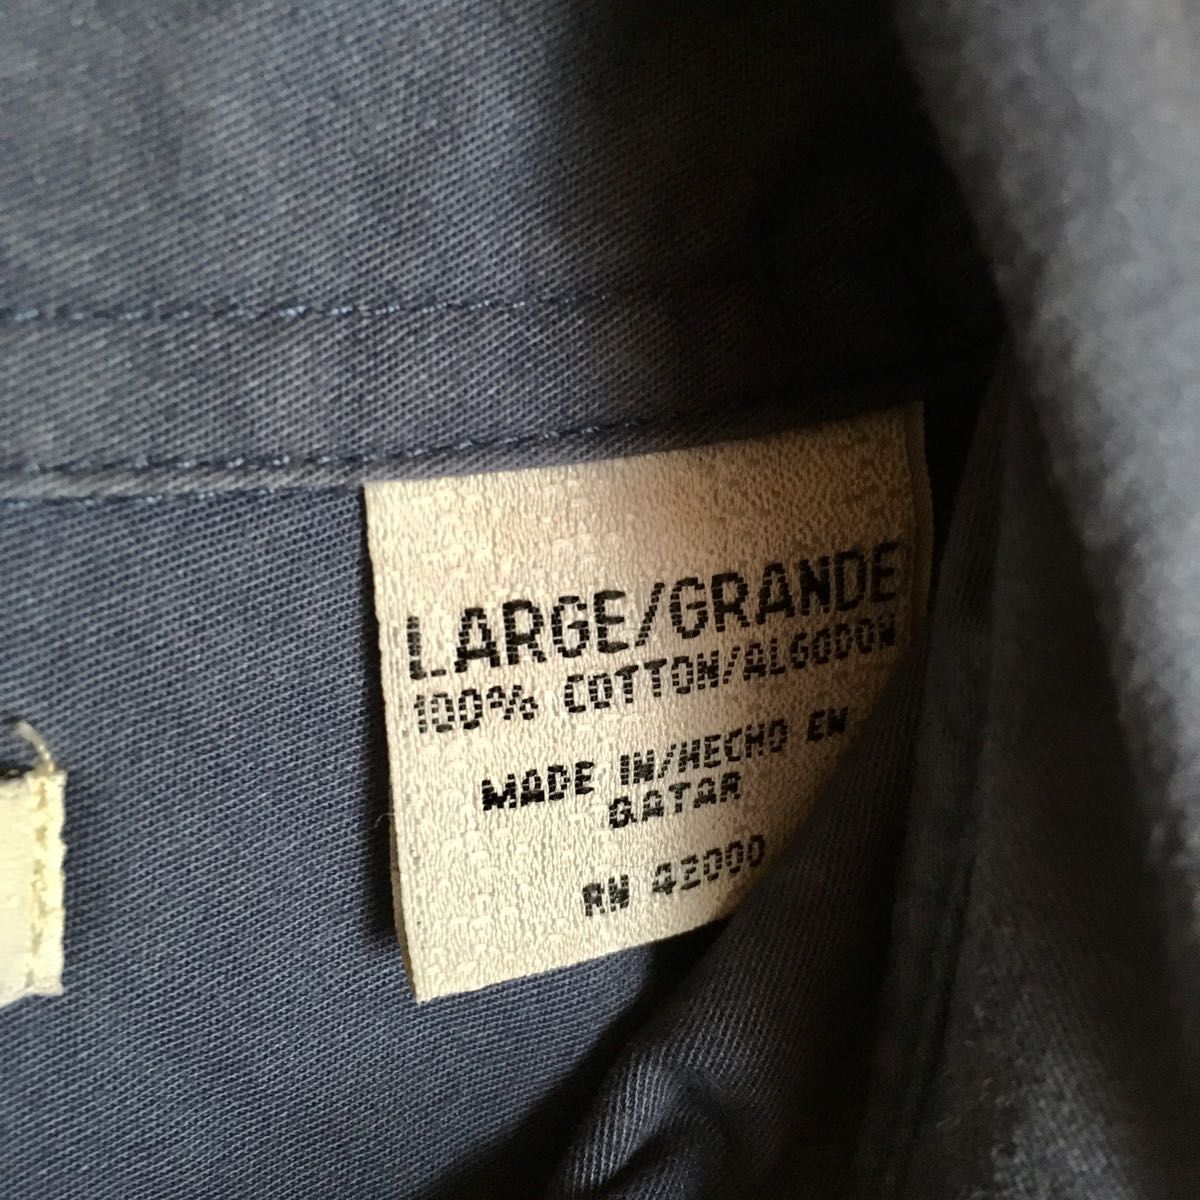 LARGE/GRANDE
100% COTTON/ALGODON
MADE IN/HECHO EN
QATAR
RN 42000